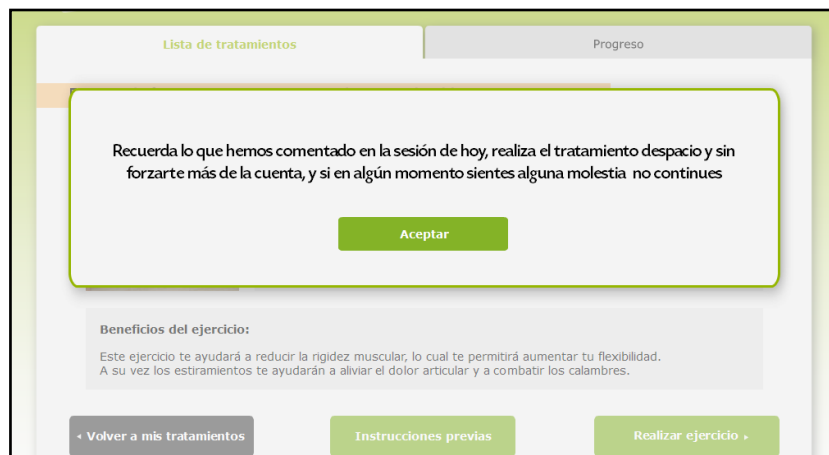 Lista de tratamientos
Progreso
Recuerda lo que hemos comentado en la sesión de hoy, realiza el tratamiento despacio y sin
forzarte más de la cuenta, y si en algún momento sientes alguna molestia no continues
Aceptar
Beneficios del ejercicio:
Este ejercicio te ayudará a reducir la rigidez muscular, lo cual te permitirá aumentar tu flexibilidad.
A su vez los estiramientos te ayudarán a aliviar el dolor articular y a combatir los calambres.
Volver a mis tratamientos
Instrucciones previas
Realizar ejercicio